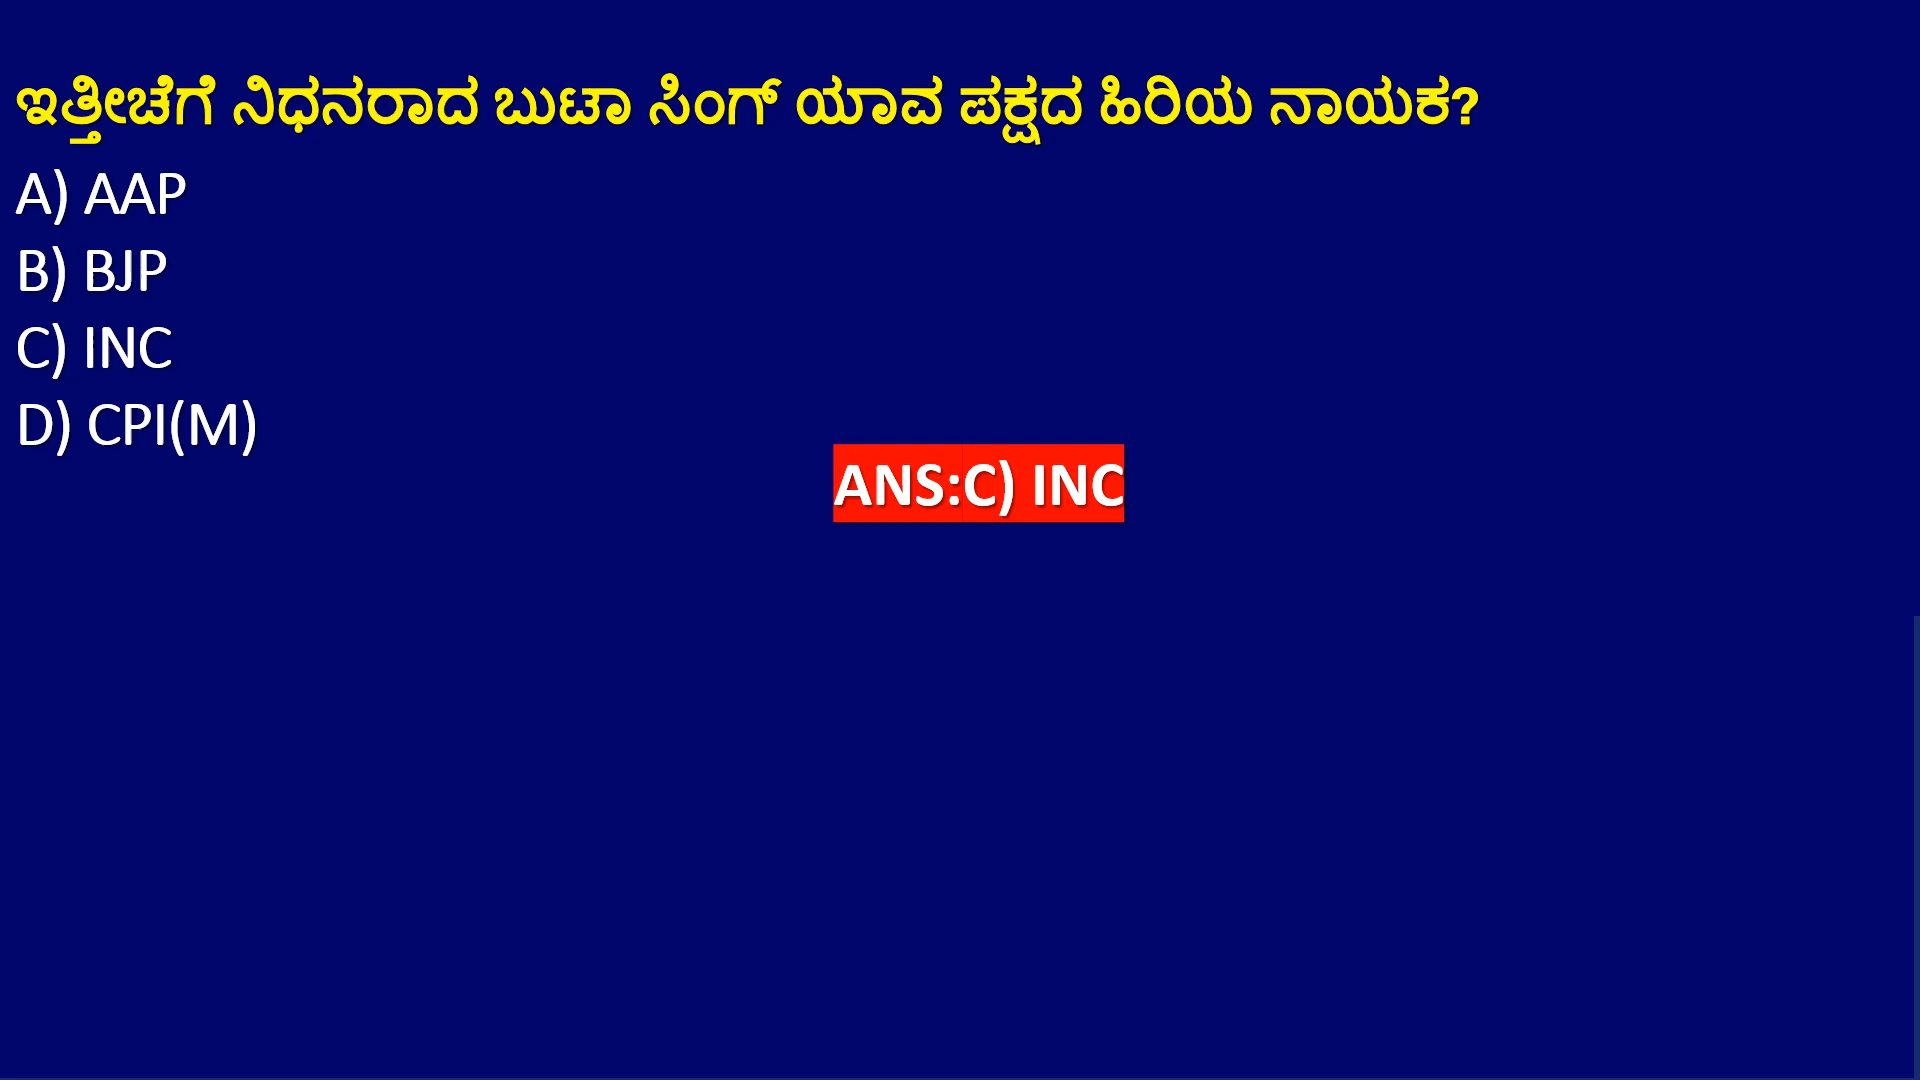 ಇತ್ತೀಚೆಗೆ ನಿಧನರಾದ ಬುಟಾ ಸಿಂಗ್ ಯಾವ ಪಕ್ಷದ ಹಿರಿಯ ನಾಯಕ?
A) AAP
B) BJP
C) INC
D) CPI(M)
ANS:C) INC